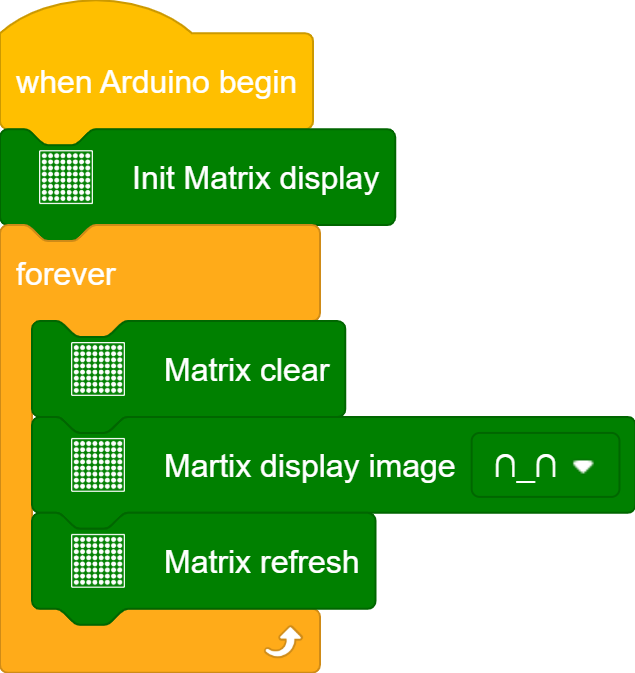 when Arduino begin
Init Matrix display
forever
Matrix clear
Martix display image ∩_∩
Matrix refresh